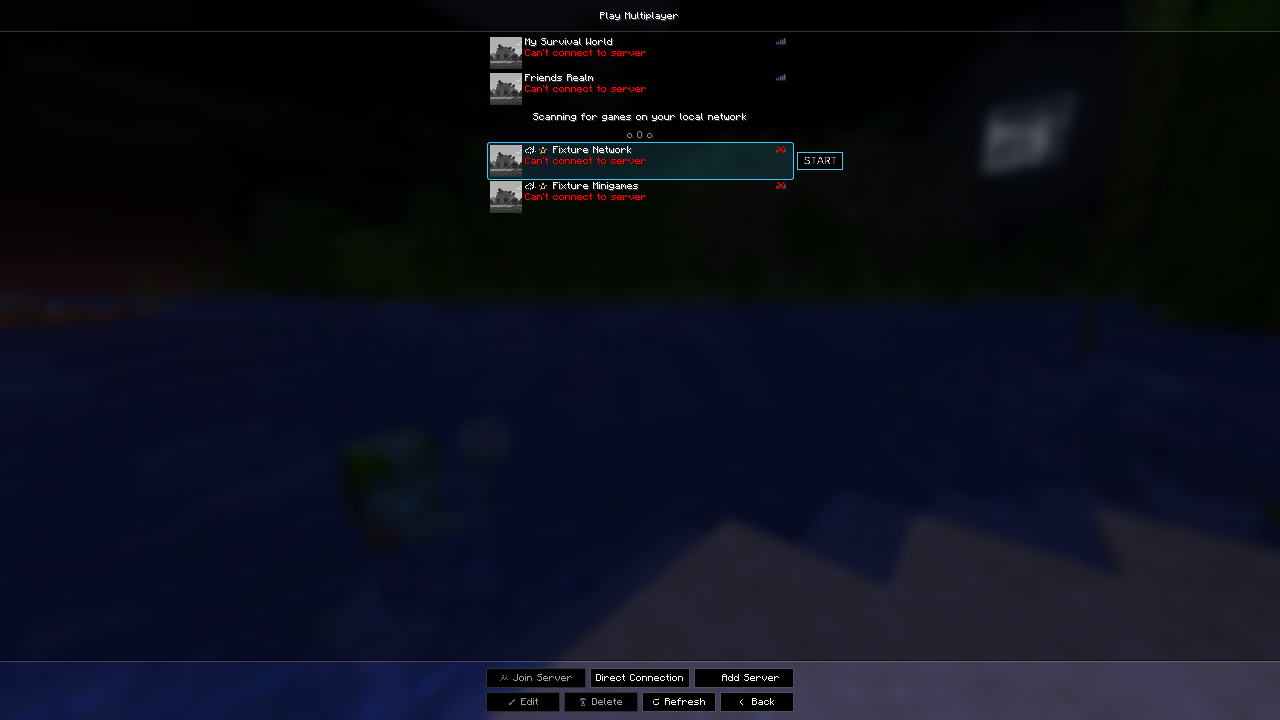 Play Multiplayer
My Survival World
Can't connect to server
Friends Realm
Can't connect to server
Scanning for games on your local network
o O o
Fixture Network
Can't connect to server
START
Fixture Minigames
Can't connect to server
Join Server
Direct Connection
Add Server
Edit
Delete
Refresh
Back